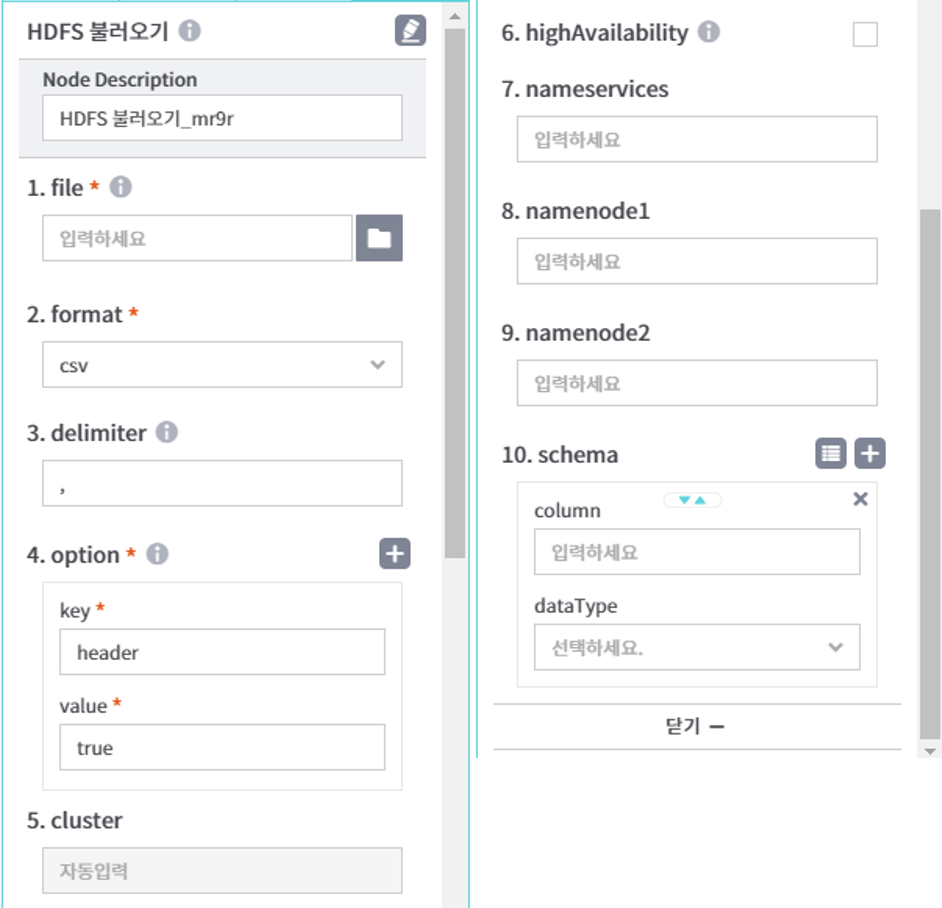 HDFS 불러오기
Node Description
HDFS 불러오기_mr9r
1. file *
입력하세요
2. format *
csv
3. delimiter
,
4. option *
key *
header
value *
true
5. cluster
자동입력
6. highAvailability
7. nameservices
입력하세요
8. namenode1
입력하세요
9. namenode2
입력하세요
10. schema
column
입력하세요
dataType
선택하세요.
닫기